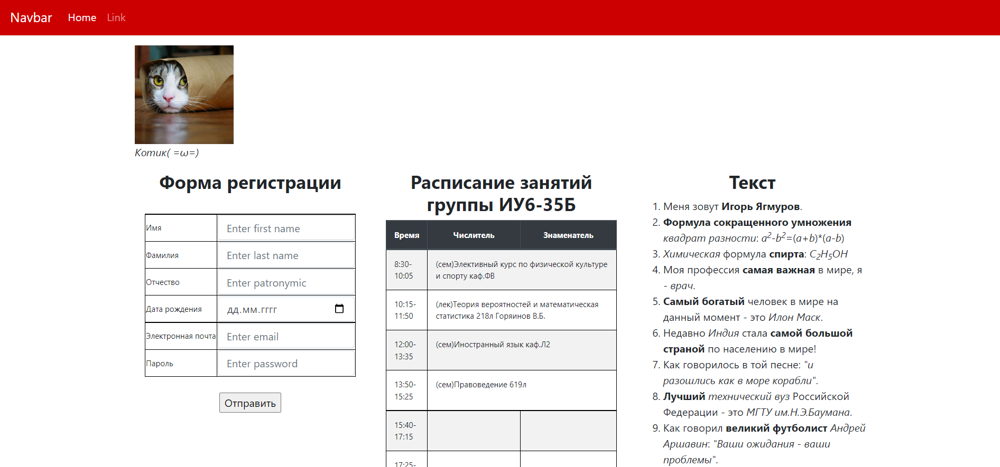 Navbar Home Link
Котик( =ω=)
Форма регистрации
Имя Enter first name
Фамилия Enter last name
Отчество Enter patronymic
Дата рождения дд.мм.гггг
Электронная почта Enter email
Пароль Enter password
Отправить
Расписание занятий
группы ИУ6-35Б
Время Числитель Знаменатель
8:30-
10:05
(сем)Элективный курс по физической культуре
и спорту каф.ФВ
10:15-
11:50
(лек)Теория вероятностей и математическая
статистика 218л Горяинов В.Б.
12:00-
13:35
(сем)Иностранный язык каф.Л2
13:50-
15:25
(сем)Правоведение 619л
15:40-
17:15
17:25-
Текст
1. Меня зовут Игорь Ягмуров.
2. Формула сокращенного умножения
квадрат разности: a²-b²=(a+b)*(a-b)
3. Химическая формула спирта: C₂H₅OH
4. Моя профессия самая важная в мире, я
- врач.
5. Самый богатый человек в мире на
данный момент - это Илон Маск.
6. Недавно Индия стала самой большой
страной по населению в мире!
7. Как говорилось в той песне: "и
разошлись как в море корабли".
8. Лучший технический вуз Российской
Федерации - это МГТУ им.Н.Э.Баумана.
9. Как говорил великий футболист Андрей
Аршавин: "Ваши ожидания - ваши
проблемы".